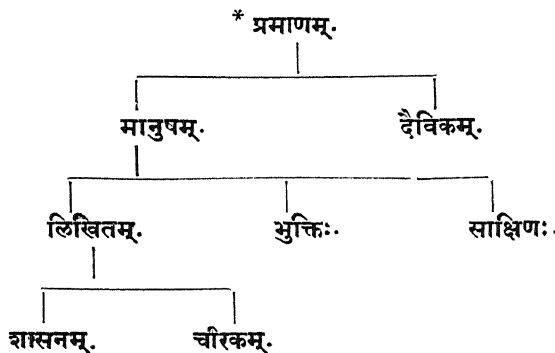 * प्रमाणम्.
मानुषम्. दैविकम्.
लिखितम्. भुक्तिः. साक्षिणः.
शासनम्. चीरकम्.